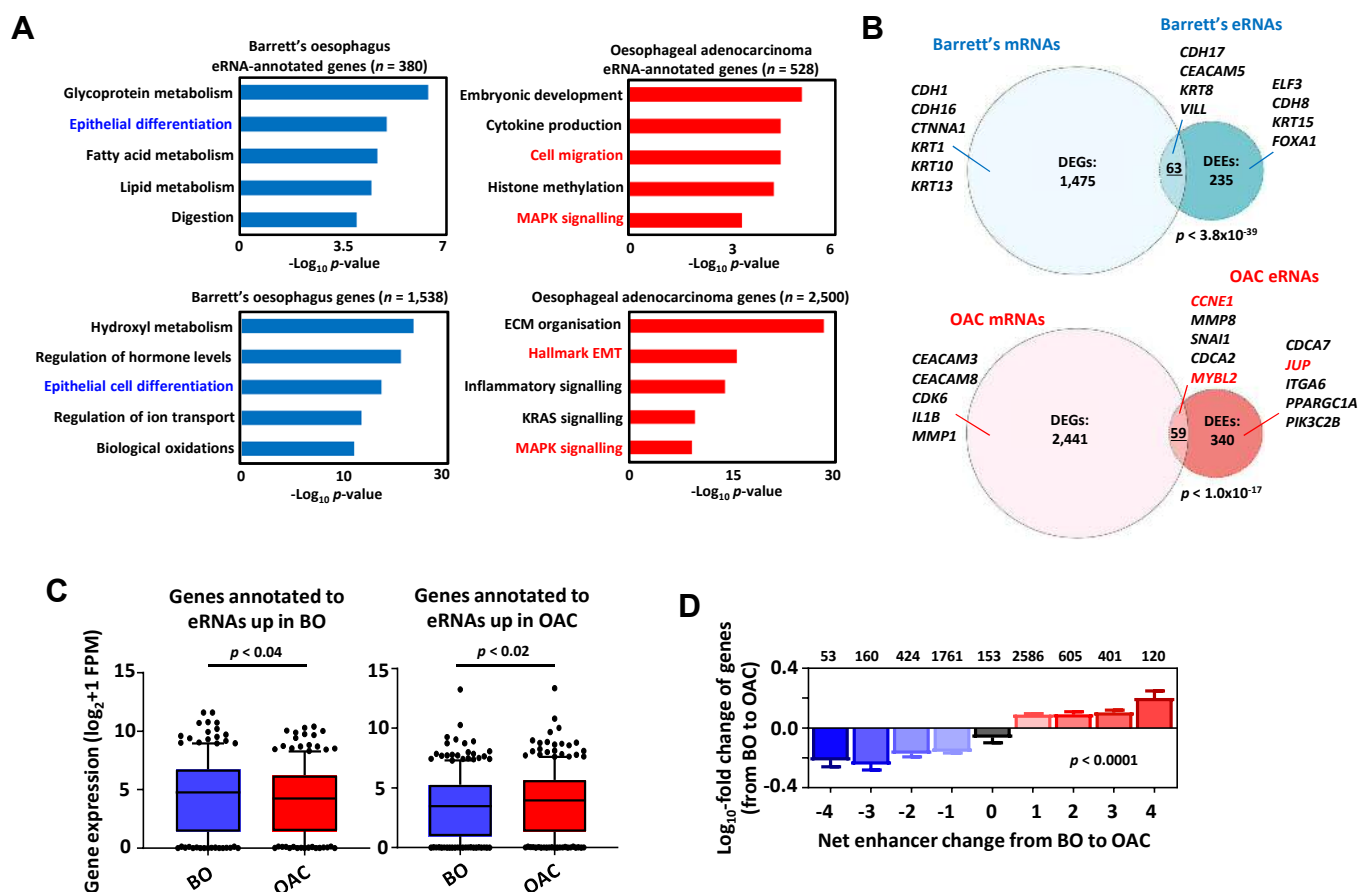 A
Barrett's oesophagus
eRNA-annotated genes (n = 380)
Glycoprotein metabolism
Epithelial differentiation
Fatty acid metabolism
Lipid metabolism
Digestion
0 3.5 7
-Log10 p-value
Oesophageal adenocarcinoma
eRNA-annotated genes (n = 528)
Embryonic development
Cytokine production
Cell migration
Histone methylation
MAPK signalling
0 3 6
-Log10 p-value
Barrett's oesophagus genes (n = 1,538)
Hydroxyl metabolism
Regulation of hormone levels
Epithelial cell differentiation
Regulation of ion transport
Biological oxidations
0 10 20 30
-Log10 p-value
Oesophageal adenocarcinoma genes (n = 2,500)
ECM organisation
Hallmark EMT
Inflammatory signalling
KRAS signalling
MAPK signalling
0 15 30
-Log10 p-value
B
Barrett's mRNAs
Barrett's eRNAs
CDH1
CDH16
CTNNA1
KRT1
KRT10
KRT13
CDH17
CEACAM5
KRT8
VILL
ELF3
CDH8
KRT15
FOXA1
DEGs:
1,475
63
DEEs:
235
p < 3.8x10-39
OAC mRNAs
OAC eRNAs
CEACAM3
CEACAM8
CDK6
IL1B
MMP1
CCNE1
MMP8
SNAI1
CDCA2
MYBL2
CDCA7
JUP
ITGA6
PPARGC1A
PIK3C2B
DEGs:
2,441
59
DEEs:
340
p < 1.0x10-17
C
Genes annotated to
eRNAs up in BO
p < 0.04
Gene expression (log2+1 FPM)
15
10
5
0
BO OAC
Genes annotated to
eRNAs up in OAC
p < 0.02
15
10
5
0
BO OAC
D
Log10-fold change of genes
(from BO to OAC)
53 160 424 1761 153 2586 605 401 120
0.4
0.0
-0.4
p < 0.0001
-4 -3 -2 -1 0 1 2 3 4
Net enhancer change from BO to OAC